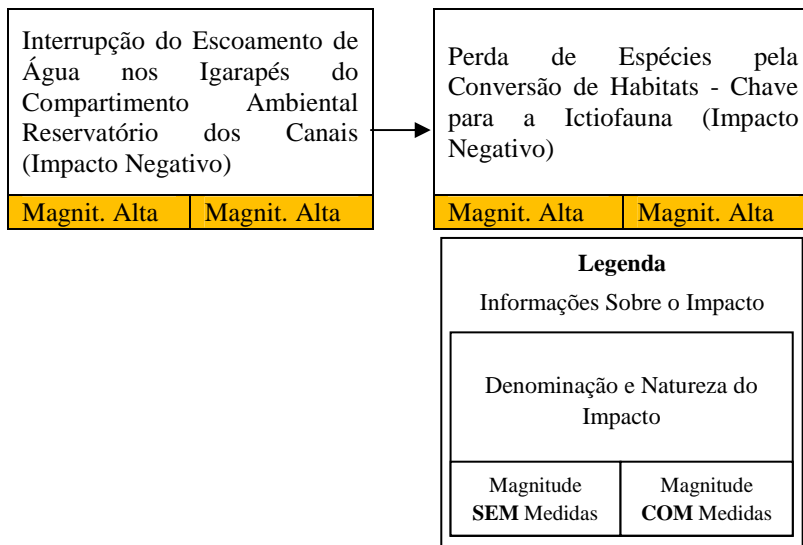 Interrupção do Escoamento de
Água nos Igarapés do
Compartimento Ambiental
Reservatório dos Canais
(Impacto Negativo)
Magnit. Alta Magnit. Alta
Perda de Espécies pela
Conversão de Habitats - Chave
para a Ictiofauna (Impacto
Negativo)
Magnit. Alta Magnit. Alta
Legenda
Informações Sobre o Impacto
Denominação e Natureza do
Impacto
Magnitude
SEM Medidas
Magnitude
COM Medidas